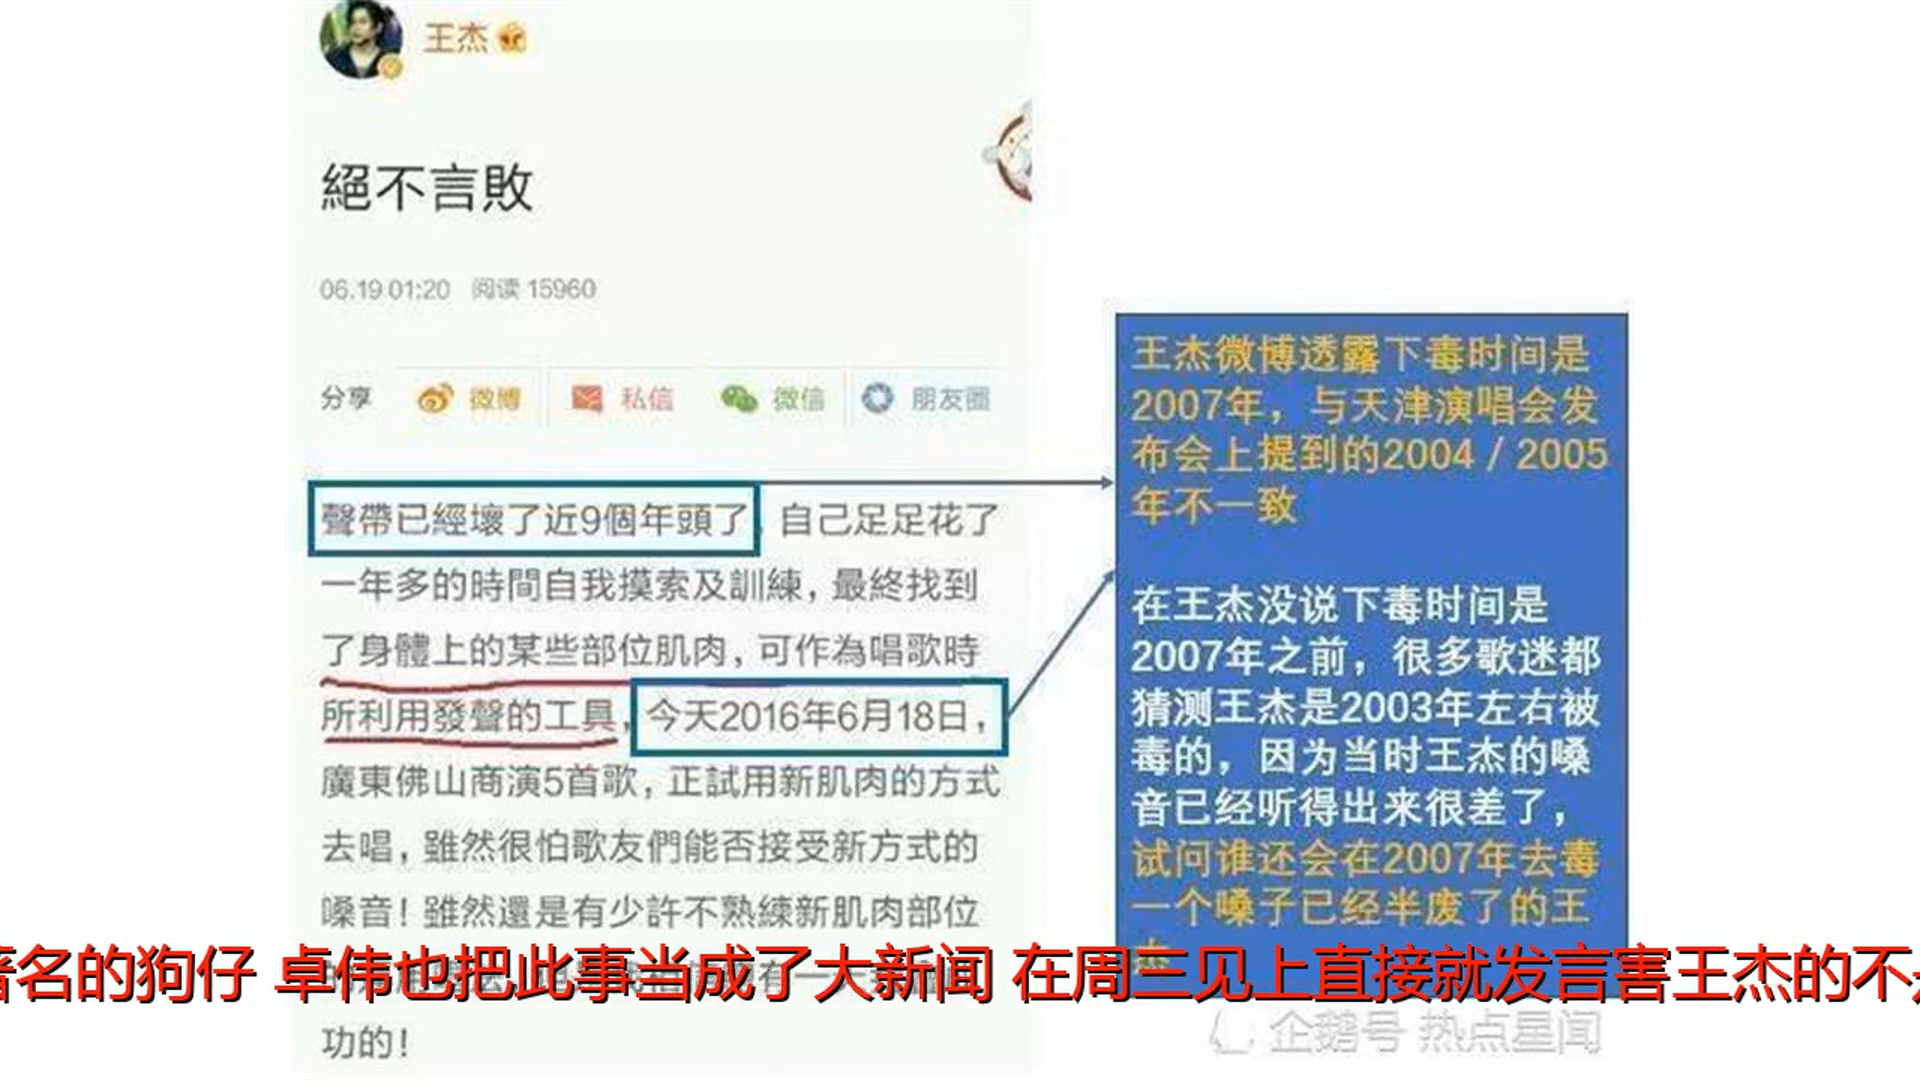 王杰
絕不言敗
06.19 01:20 阅读 15960
分享 微博 私信 微信 朋友圈
聲帶已經壞了近9個年頭了，自己足足花了
一年多的時間自我摸索及訓練，最終找到
了身體上的某些部位肌肉，可作為唱歌時
所利用發聲的工具，今天2016年6月18日，
廣東佛山商演5首歌，正試用新肌肉的方式
去唱，雖然很怕歌友們能否接受新方式的
嗓音！雖然還是有少許不熟練新肌肉部位
功的！
王杰微博透露下毒时间是
2007年，与天津演唱会发
布会上提到的2004 / 2005
年不一致
在王杰没说下毒时间是
2007年之前，很多歌迷都
猜测王杰是2003年左右被
毒的，因为当时王杰的嗓
音已经听得出来很差了，
试问谁还会在2007年去毒
一个嗓子已经半废了的王
杰
著名的狗仔 卓伟也把此事当成了大新闻 在周三见上直接就发言害王杰的不是
企鹅号 热点星闻